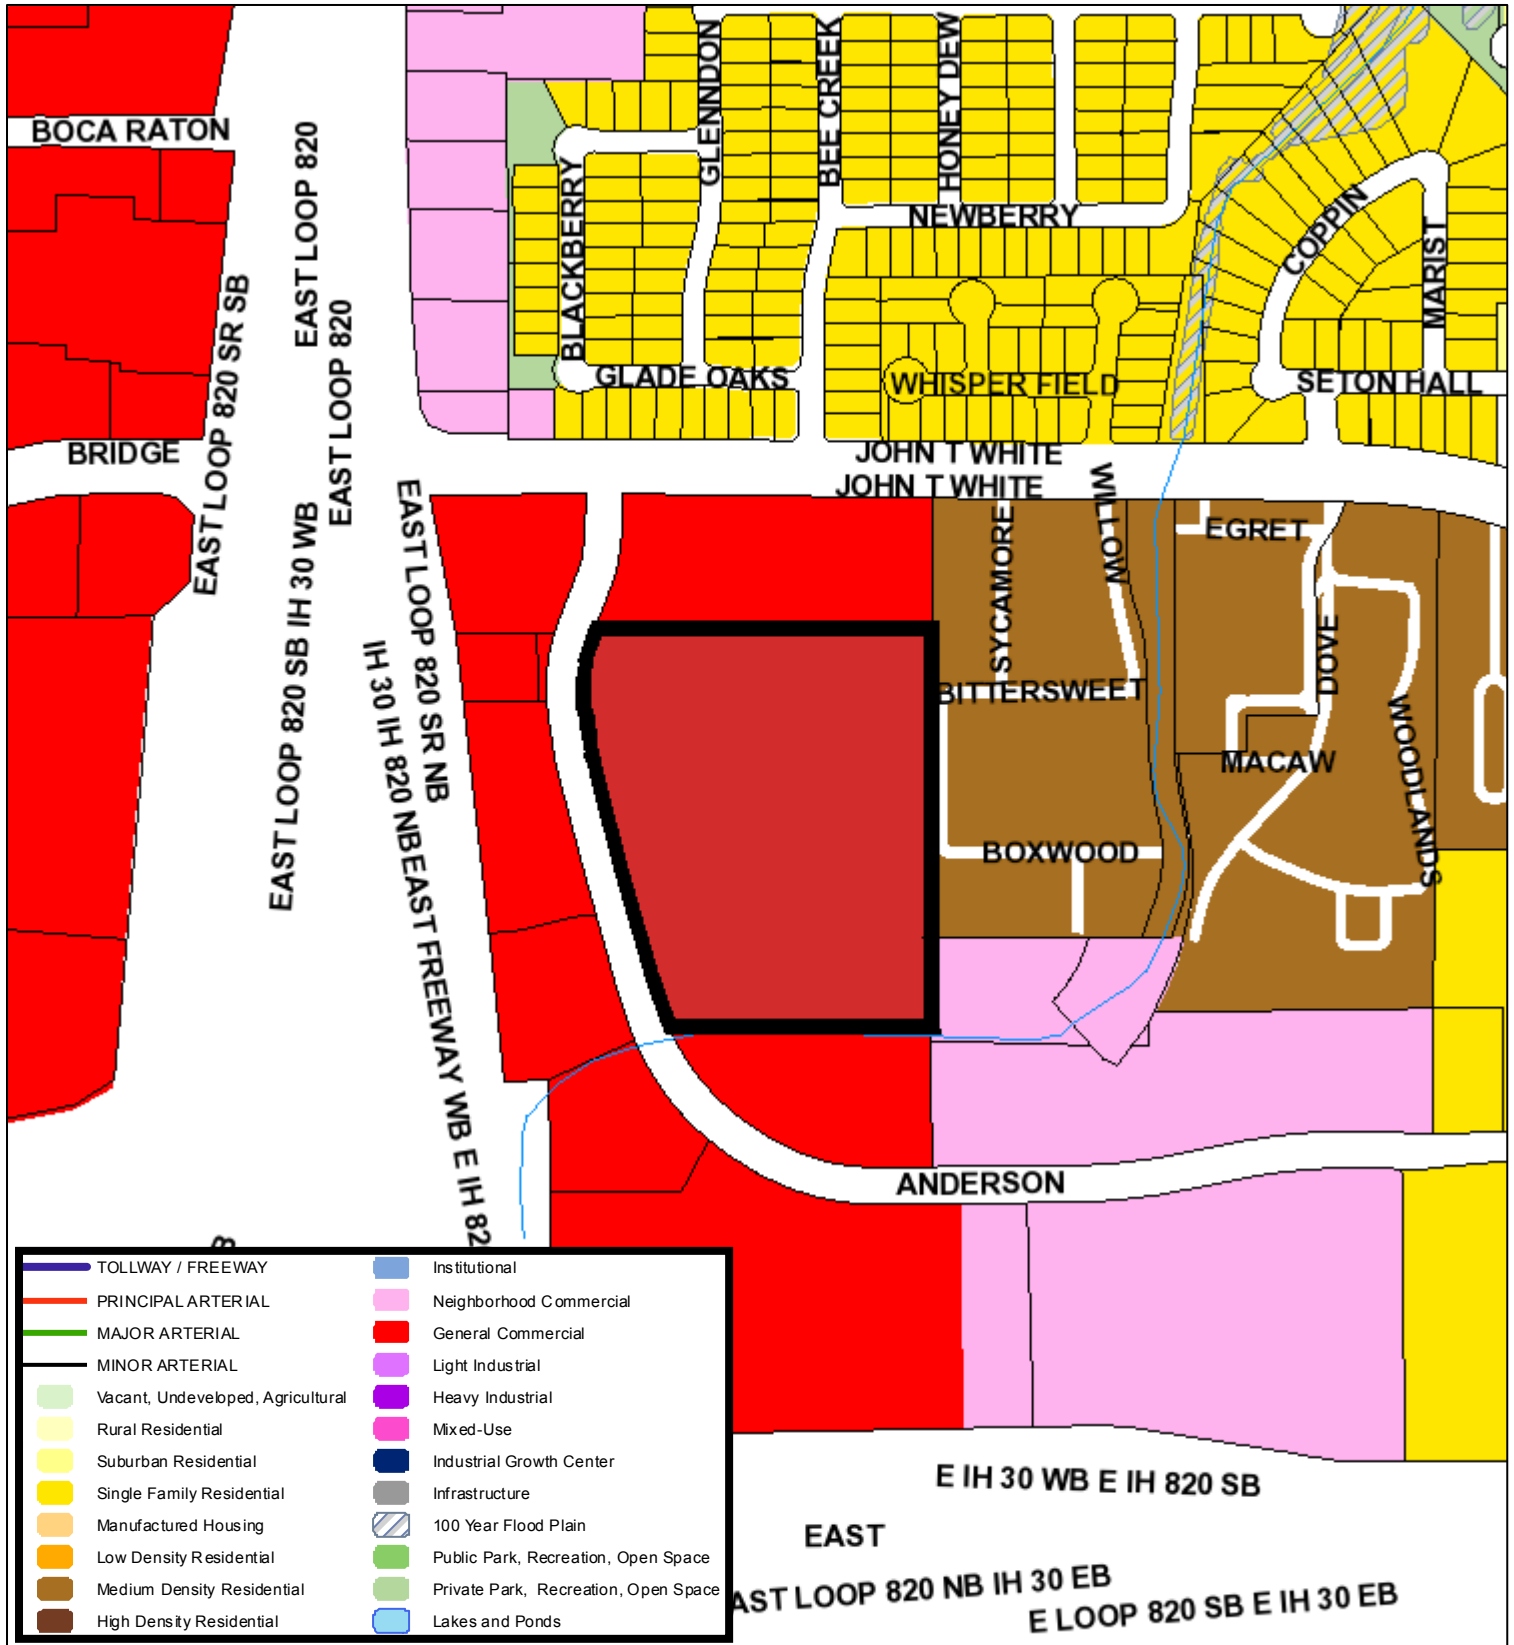 BOCA RATON
EAST LOOP 820
EAST LOOP 820 SR SB
EAST LOOP 820
BRIDGE
EAST LOOP 820 SB IH 30 WB
EAST LOOP 820 SR NB
IH 30 IH 820 NBEAST FREEWAY WB E IH 82
GLENNDON
BEE CREEK
HONEY DEW
BLACKBERRY
NEWBERRY
COPPIN
MARIST
GLADE OAKS
WHISPER FIELD
SETON HALL
JOHN T WHITE
JOHN T WHITE
SYCAMORE
WILLOW
EGRET
DOVE
BITTERSWEET
MACAW
WOODLANDS
BOXWOOD
ANDERSON
E IH 30 WB E IH 820 SB
EAST
AST LOOP 820 NB IH 30 EB
E LOOP 820 SB E IH 30 EB
TOLLWAY / FREEWAY
PRINCIPAL ARTERIAL
MAJOR ARTERIAL
MINOR ARTERIAL
Vacant, Undeveloped, Agricultural
Rural Residential
Suburban Residential
Single Family Residential
Manufactured Housing
Low Density Residential
Medium Density Residential
High Density Residential
Institutional
Neighborhood Commercial
General Commercial
Light Industrial
Heavy Industrial
Mixed-Use
Industrial Growth Center
Infrastructure
100 Year Flood Plain
Public Park, Recreation, Open Space
Private Park, Recreation, Open Space
Lakes and Ponds